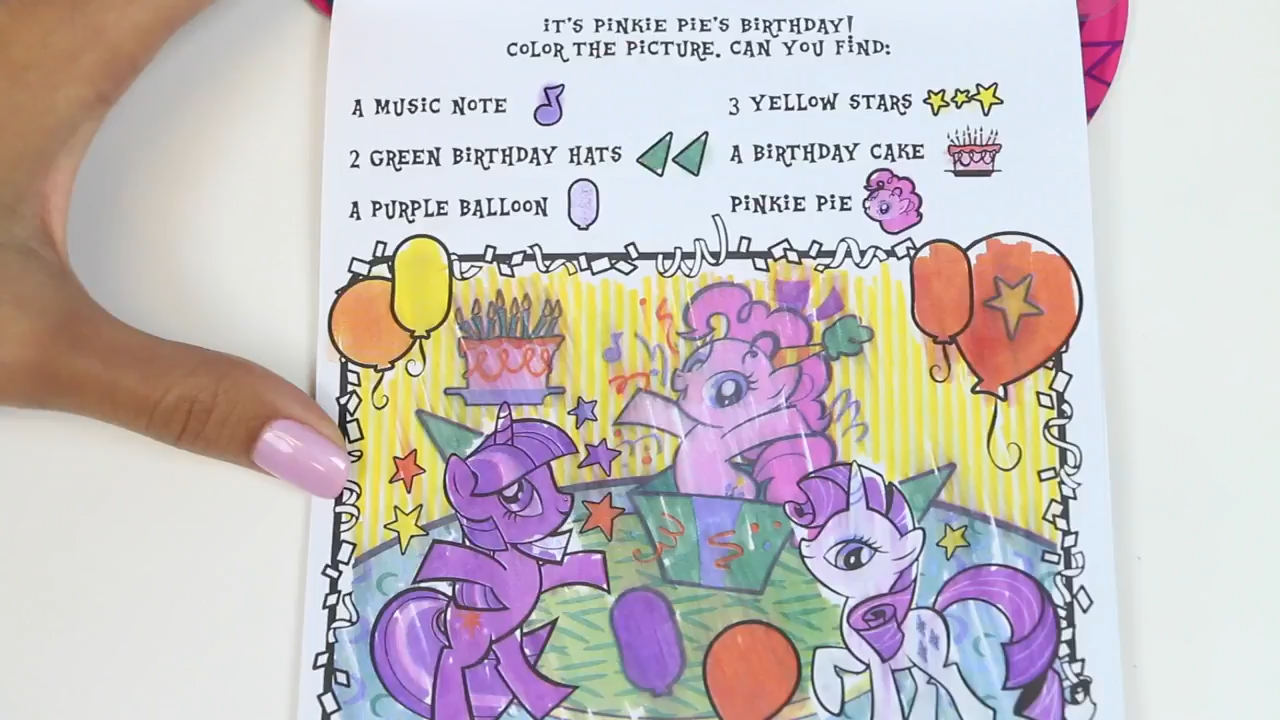 IT'S PINKIE PIE'S BIRTHDAY!
COLOR THE PICTURE. CAN YOU FIND:
A MUSIC NOTE
3 YELLOW STARS
2 GREEN BIRTHDAY HATS
A BIRTHDAY CAKE
A PURPLE BALLOON
PINKIE PIE